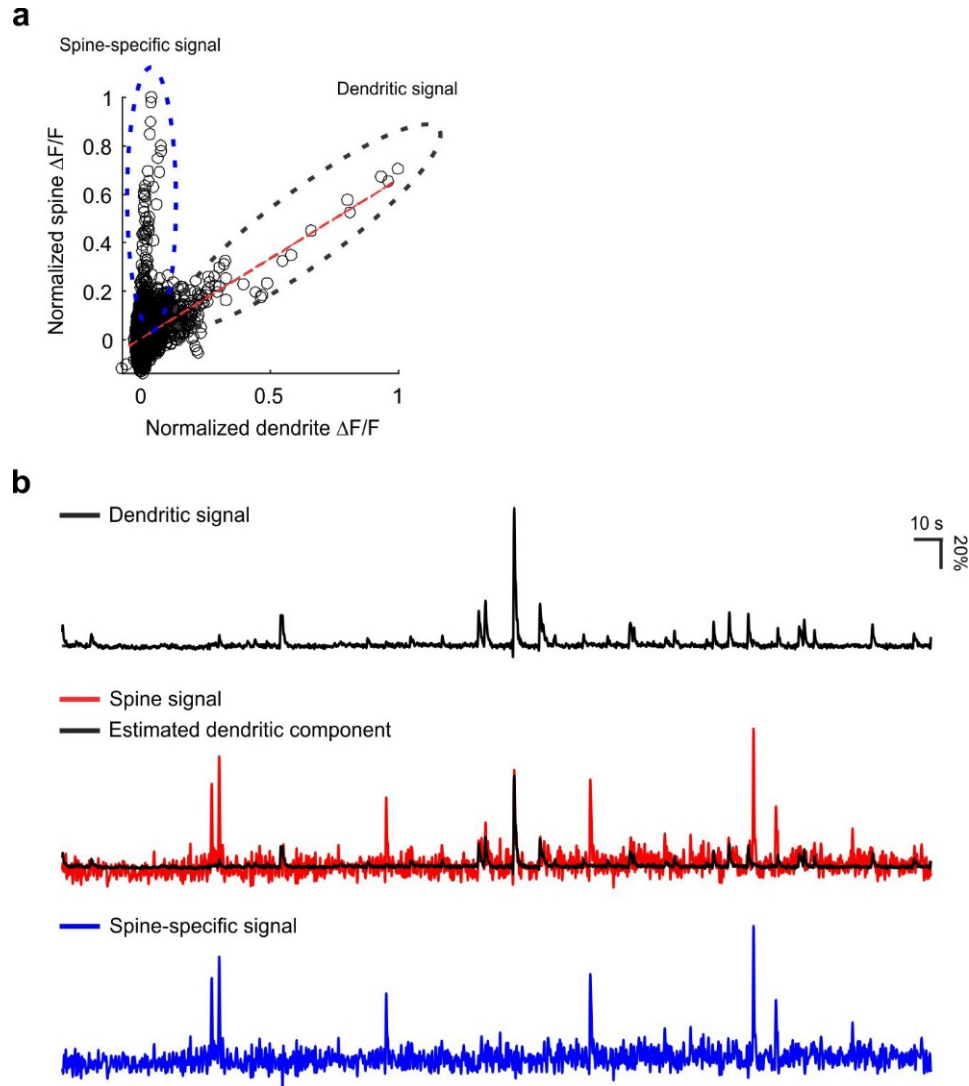 a
Spine-specific signal
Dendritic signal
1
0.8
0.6
0.4
0.2
0
Normalized spine ΔF/F
0 0.5 1
Normalized dendrite ΔF/F
b
Dendritic signal
10 s
20%
Spine signal
Estimated dendritic component
Spine-specific signal